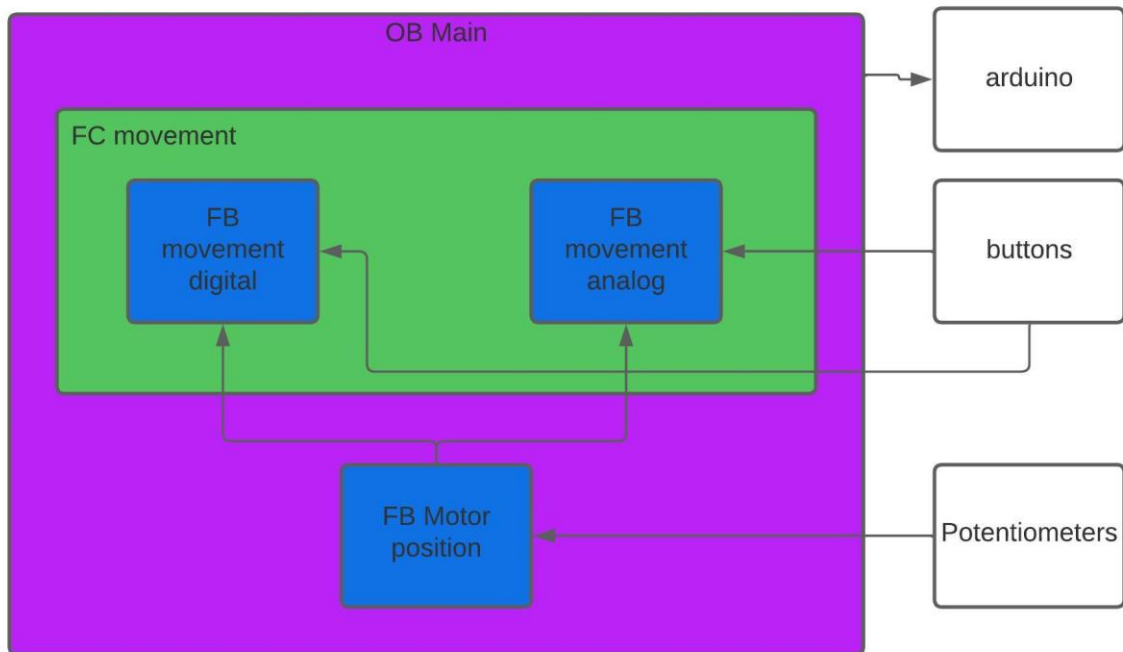 OB Main
arduino
FC movement
FB
movement
digital
FB
movement
analog
buttons
FB Motor
position
Potentiometers